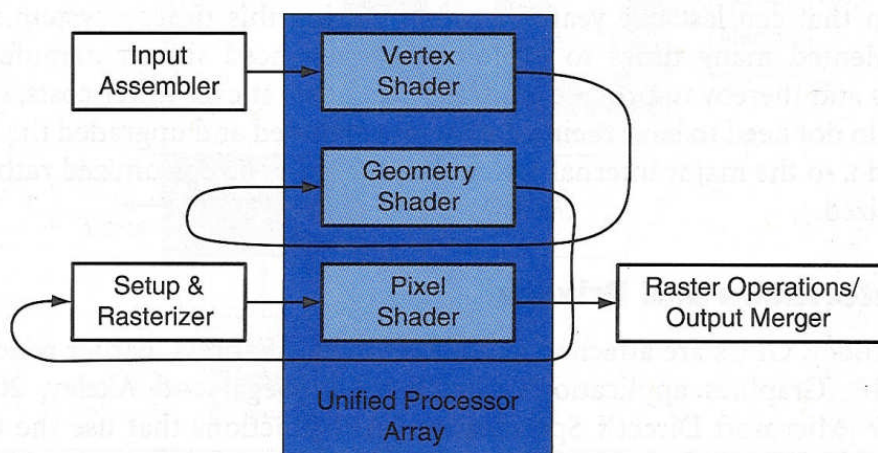 Input
Assembler
Vertex
Shader
Geometry
Shader
Setup &
Rasterizer
Pixel
Shader
Raster Operations/
Output Merger
Unified Processor
Array